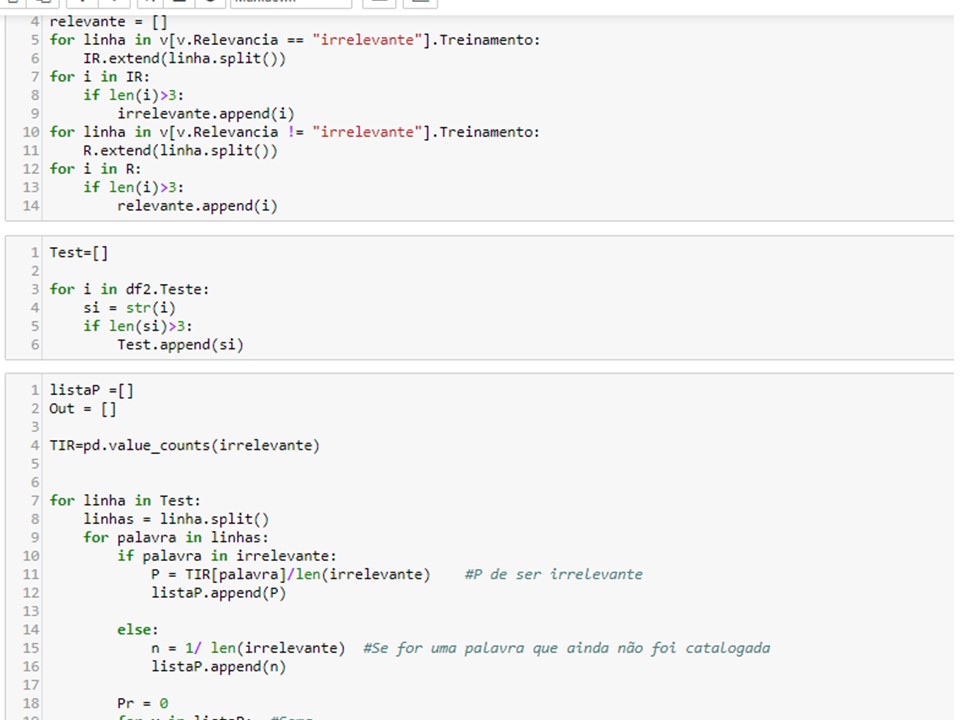 4 relevante = []
5 for linha in v[v.Relevancia == "irrelevante"].Treinamento:
6 IR.extend(linha.split())
7 for i in IR:
8 if len(i)>3:
9 irrelevante.append(i)
10 for linha in v[v.Relevancia != "irrelevante"].Treinamento:
11 R.extend(linha.split())
12 for i in R:
13 if len(i)>3:
14 relevante.append(i)
1 Test=[]
2
3 for i in df2.Teste:
4 si = str(i)
5 if len(si)>3:
6 Test.append(si)
1 listaP =[]
2 Out = []
3
4 TIR=pd.value_counts(irrelevante)
5
6
7 for linha in Test:
8 linhas = linha.split()
9 for palavra in linhas:
10 if palavra in irrelevante:
11 P = TIR[palavra]/len(irrelevante) #P de ser irrelevante
12 listaP.append(P)
13
14 else:
15 n = 1/ len(irrelevante) #Se for uma palavra que ainda não foi catalogada
16 listaP.append(n)
17
18 Pr = 0